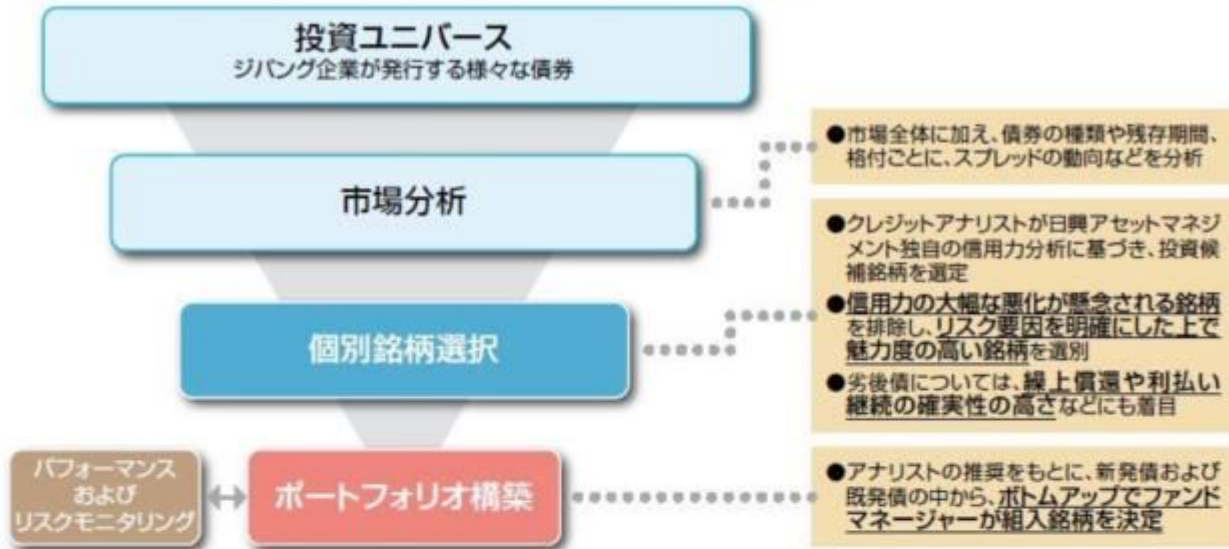 投資ユニバース
ジパング企業が発行する様々な債券
市場分析
●市場全体に加え、債券の種類や残存期間、
格付ごとに、スプレッドの動向などを分析
個別銘柄選択
●クレジットアナリストが日興アセットマネジ
メント独自の信用力分析に基づき、投資候
補銘柄を選定
●信用力の大幅な悪化が懸念される銘柄
を排除し、リスク要因を明確にした上で
魅力度の高い銘柄を選別
●劣後債については、繰上償還や利払い
継続の確実性の高さなどにも着目
パフォーマンス
および
リスクモニタリング
ポートフォリオ構築
●アナリストの推奨をもとに、新発債および
既発債の中から、ボトムアップでファンド
マネージャーが組入銘柄を決定